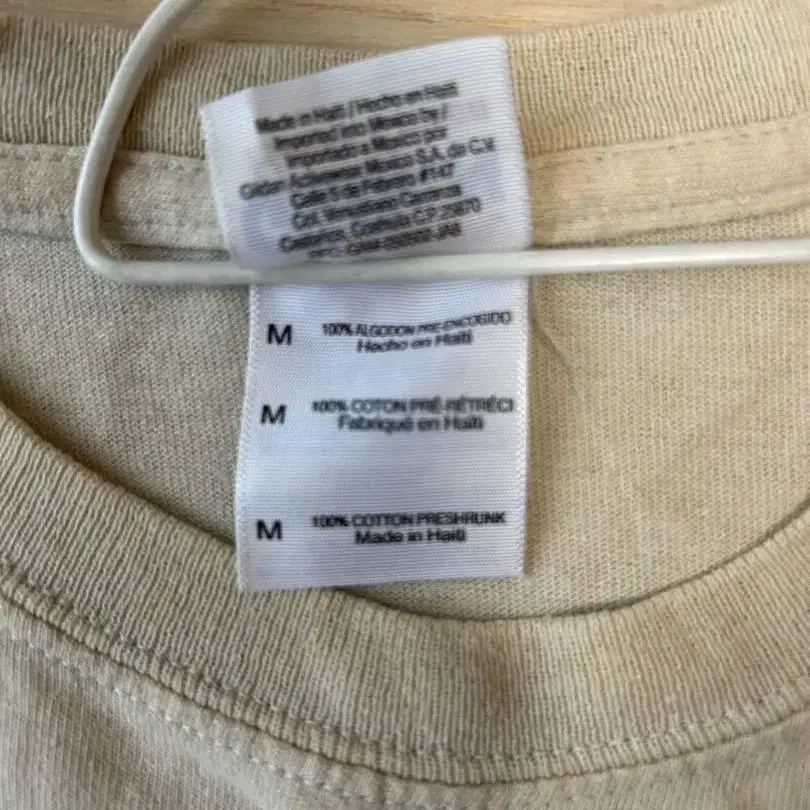 Made in Haiti / Hecho en Haiti
Imported into Mexico by /
Importado a Mexico por
Gildan Activewear Mexico S.A. de C.V.
Calle 5 de Febrero #147
Col. Venustiano Carranza
Coahuila C.P. 25870
M 100% ALGODON PRE-ENCOGIDO
Hecho en Haiti
M 100% COTON PRÉ-RÉTRÉCI
Fabriqué en Haïti
M 100% COTTON PRESHRUNK
Made in Haiti